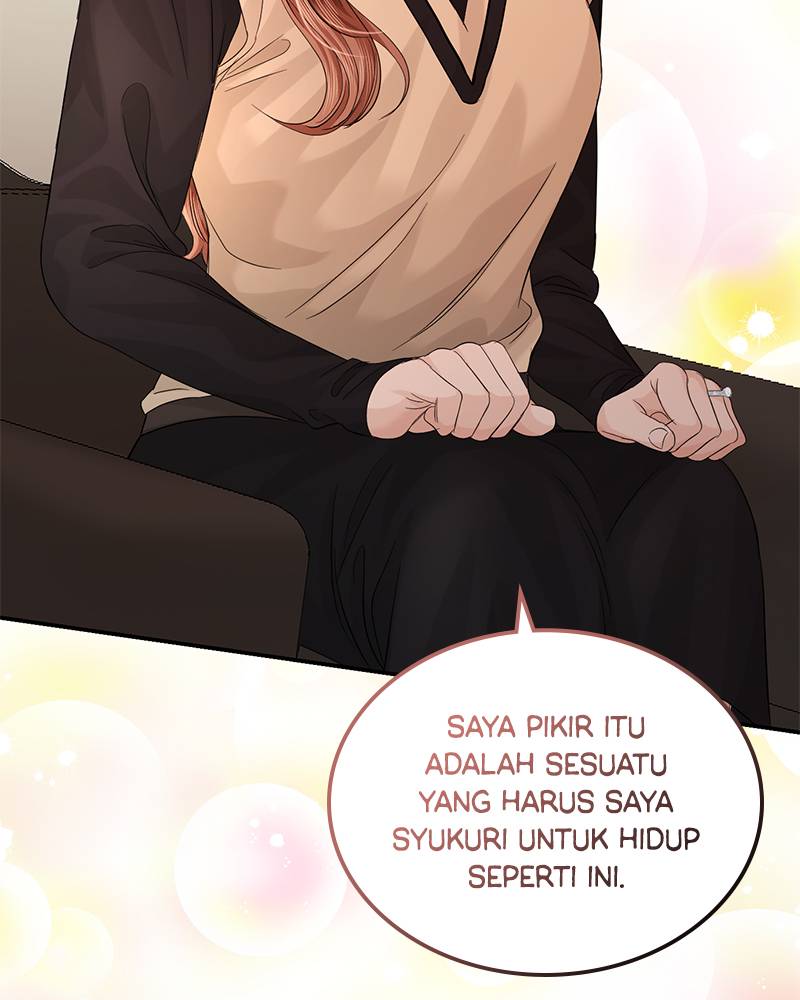 SAYA PIKIR ITU
ADALAH SESUATU
YANG HARUS SAYA
SYUKURI UNTUK HIDUP
SEPERTI INI.